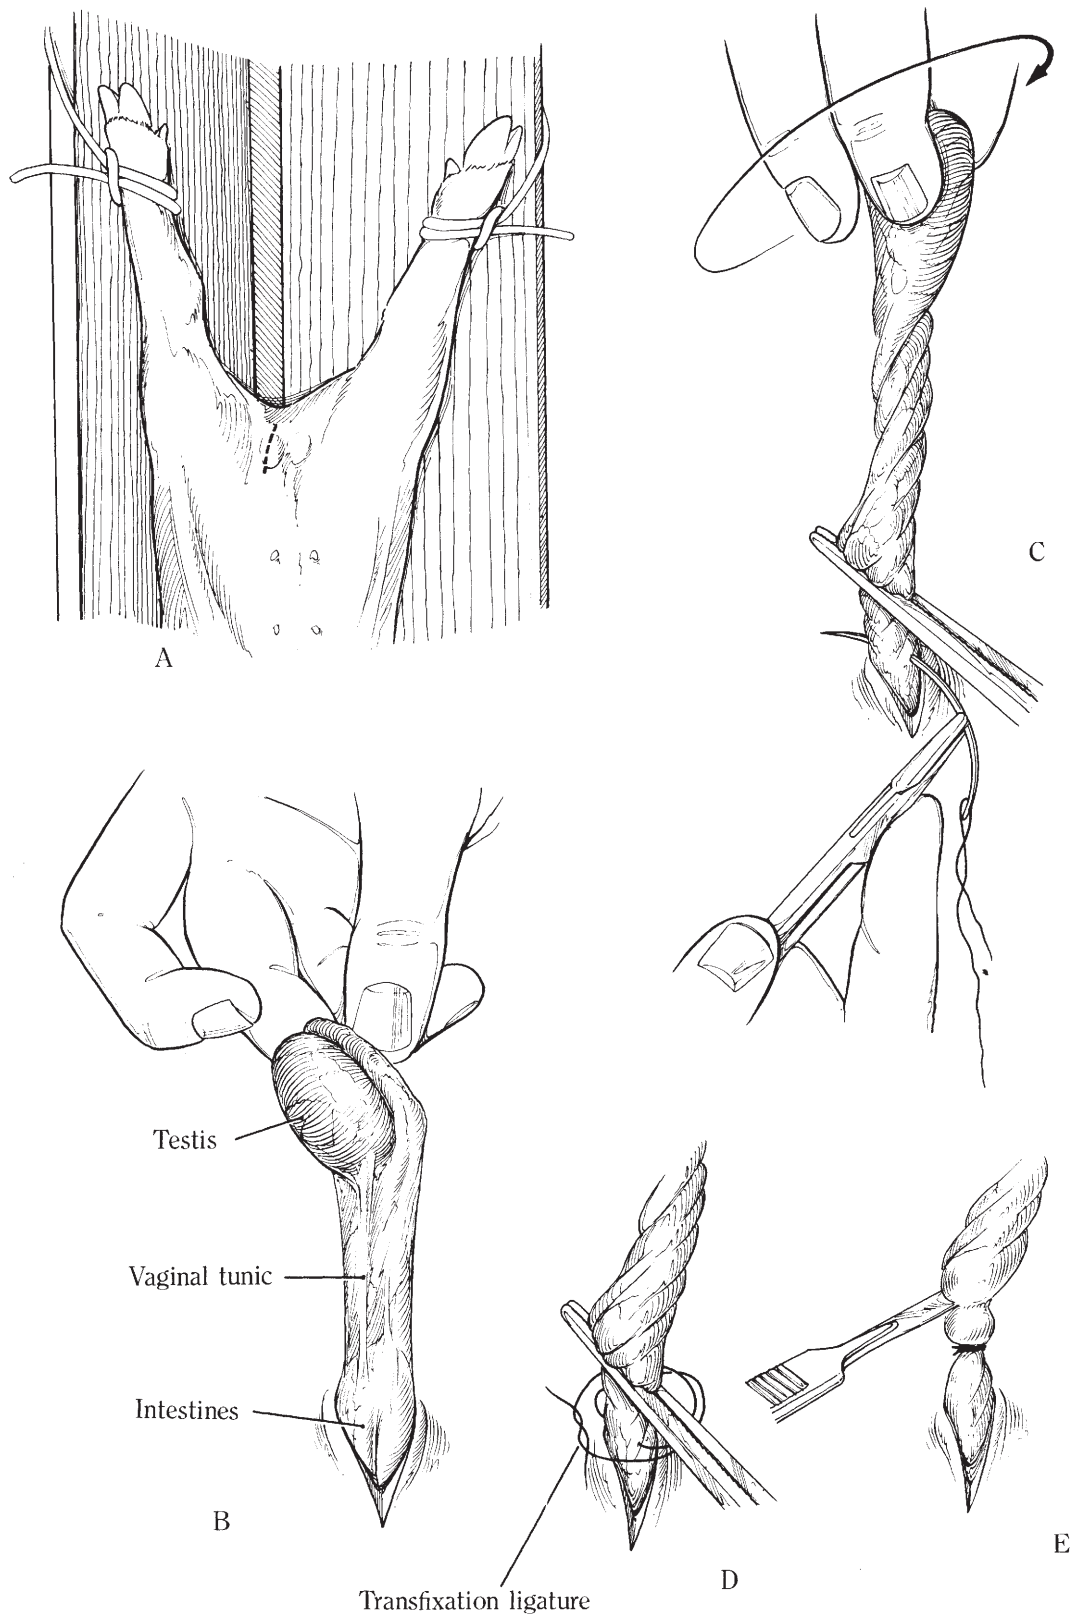 A
C
Testis
Vaginal tunic
Intestines
B
D
E
Transfixation ligature